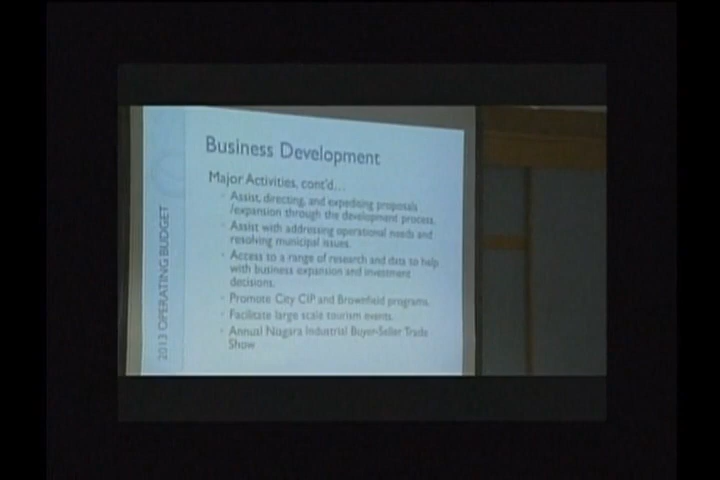 Business Development
Major Activities, cont'd...
Assist, directing, and expediting proposals
/expansion through the development process.
Assist with addressing operational needs and
resolving municipal issues.
Access to a range of research and data to help
with business expansion and investment
decisions.
Promote City CIP and Brownfield programs.
Facilitate large scale tourism events.
Annual Niagara Industrial Buyer-Seller Trade
Show
2013 OPERATING BUDGET